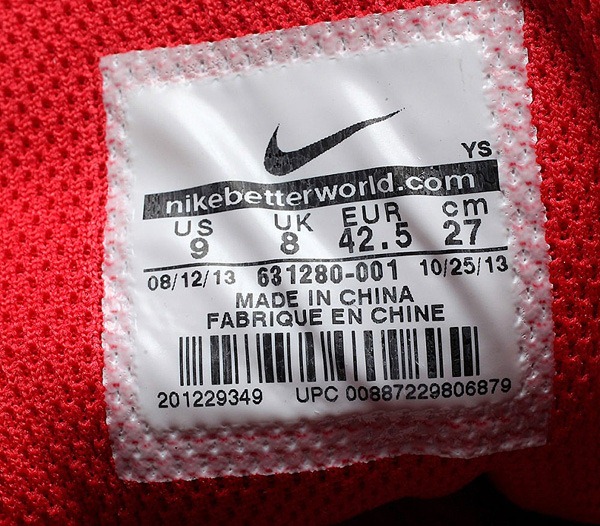 YS
nikebetterworld.com
US UK EUR cm
9 8 42.5 27
08/12/13 631280-001 10/25/13
MADE IN CHINA
FABRIQUE EN CHINE
201229349 UPC 00887229806879